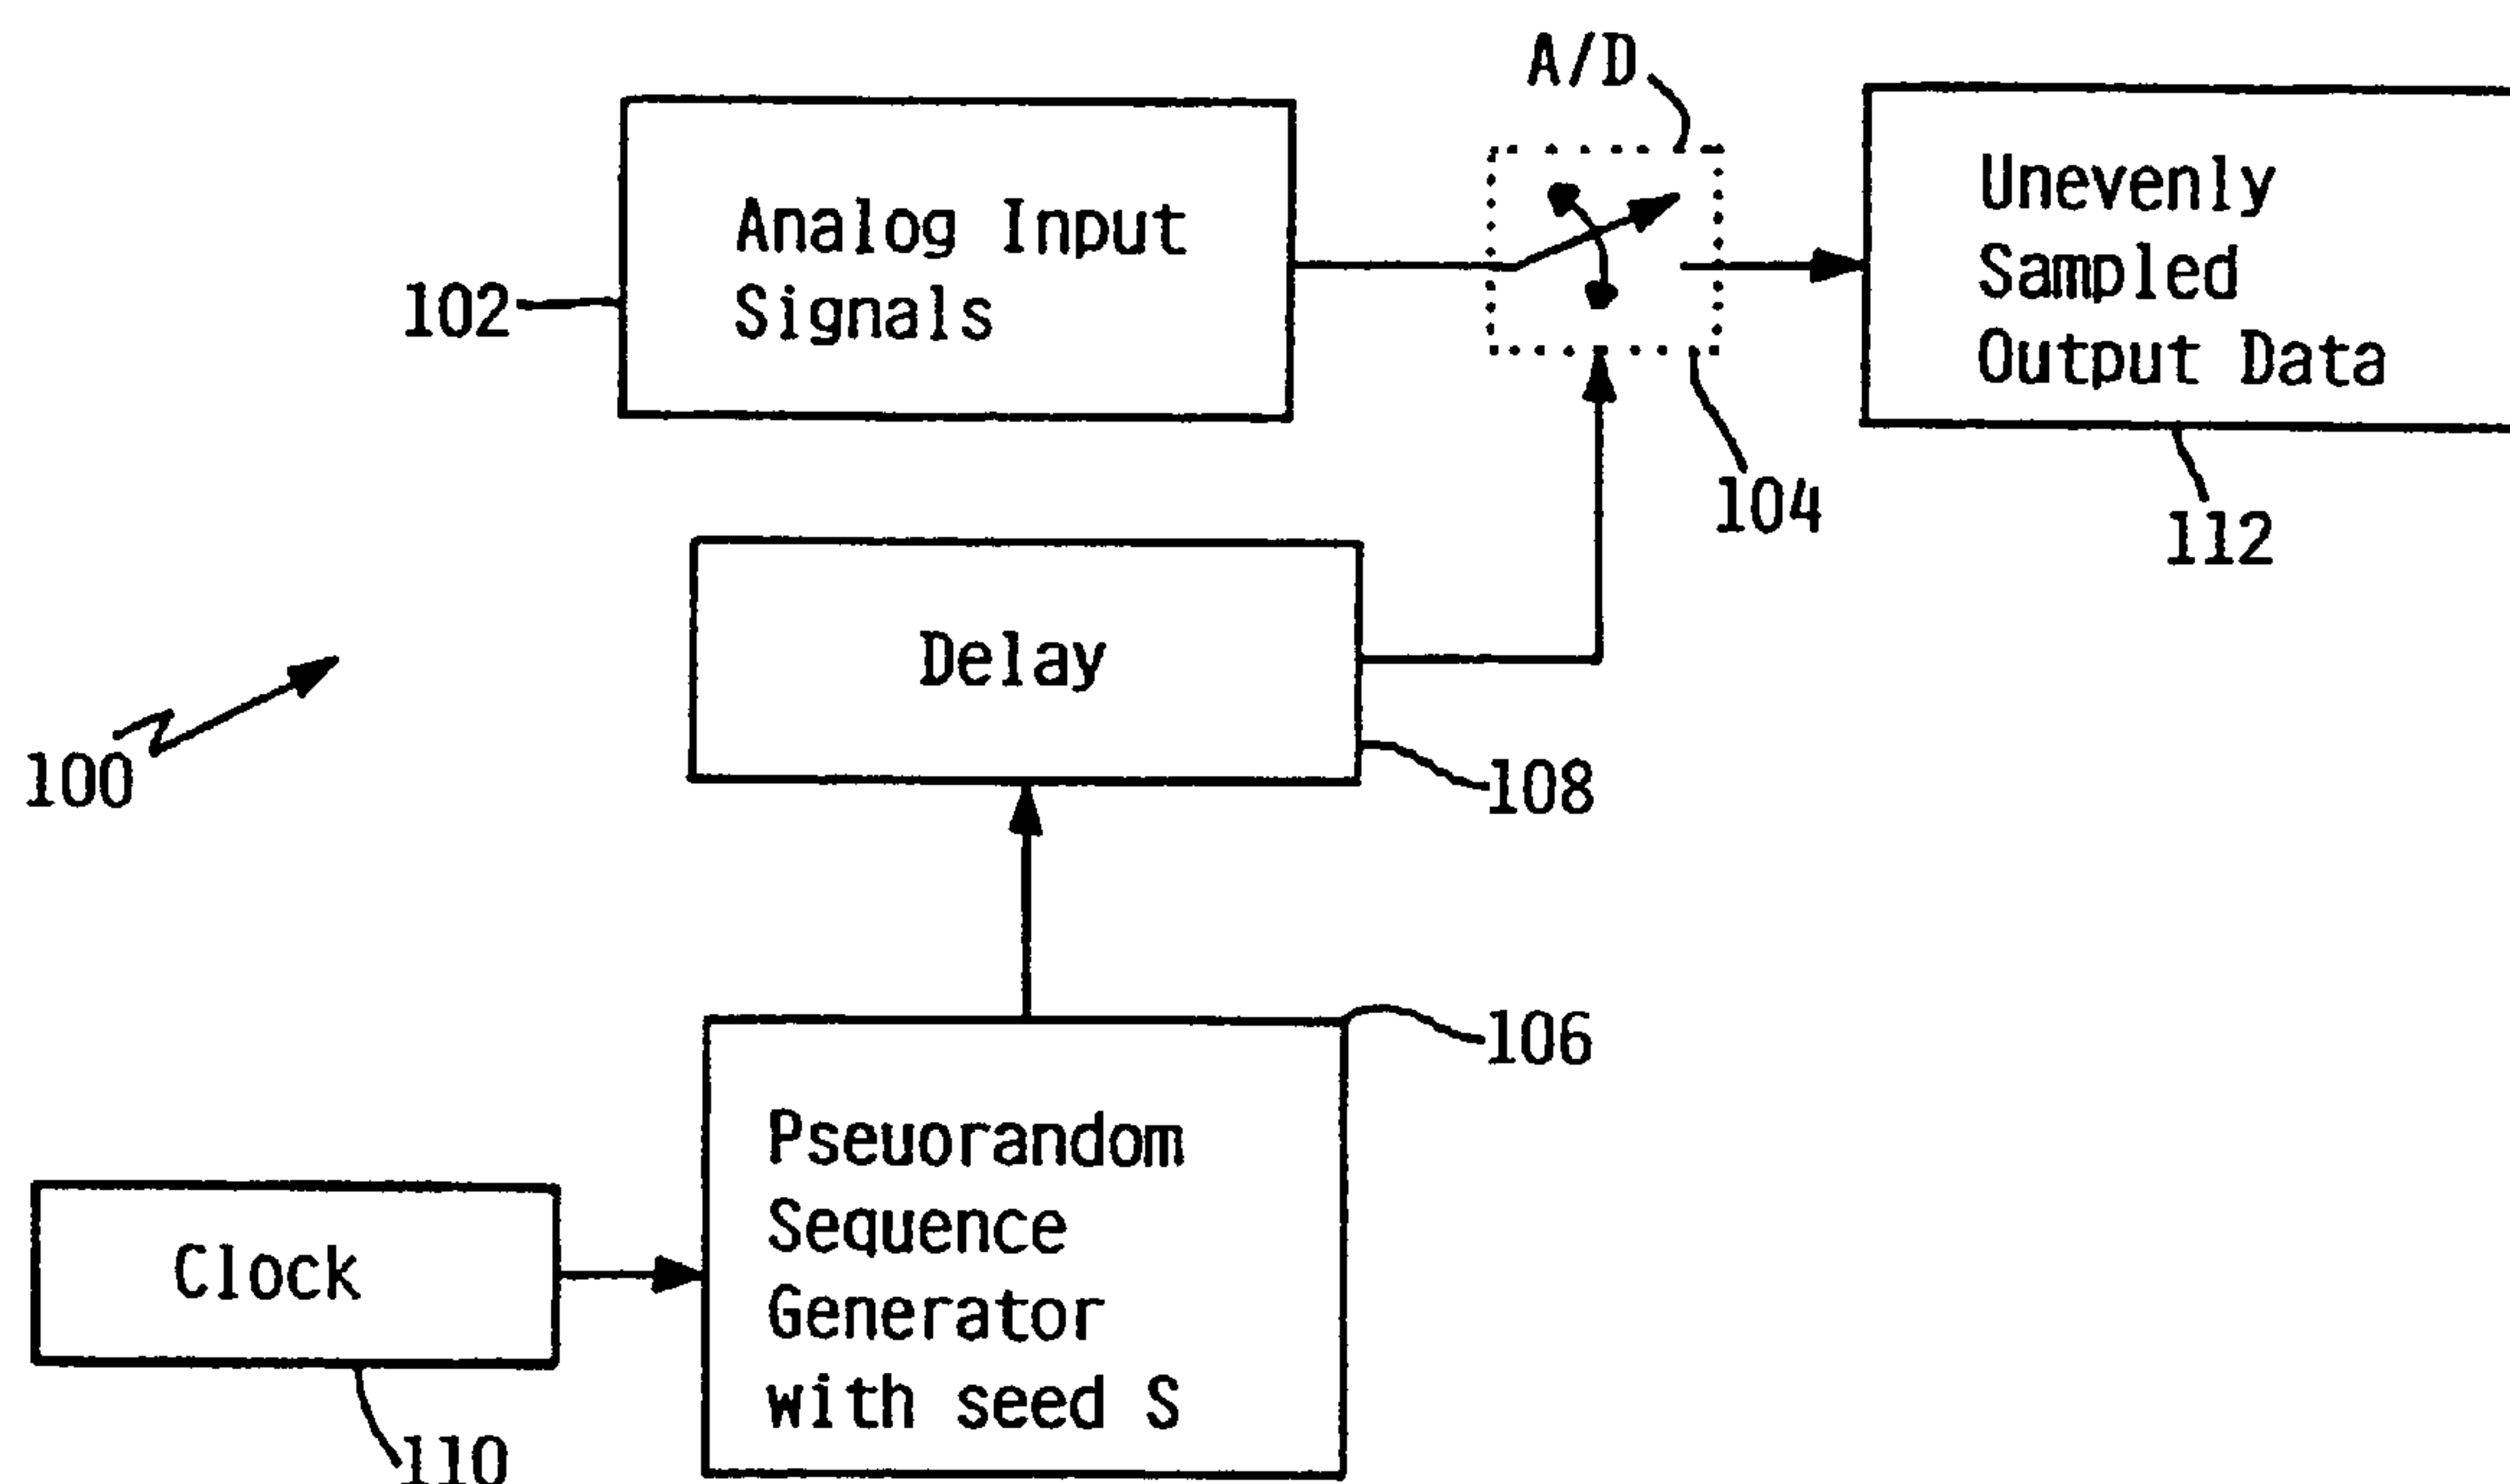 A/D
Analog Input
Signals
102
Unevenly
Sampled
Output Data
104
112
Delay
100
108
106
Pseuorandom
Sequence
Generator
with seed S
Clock
110